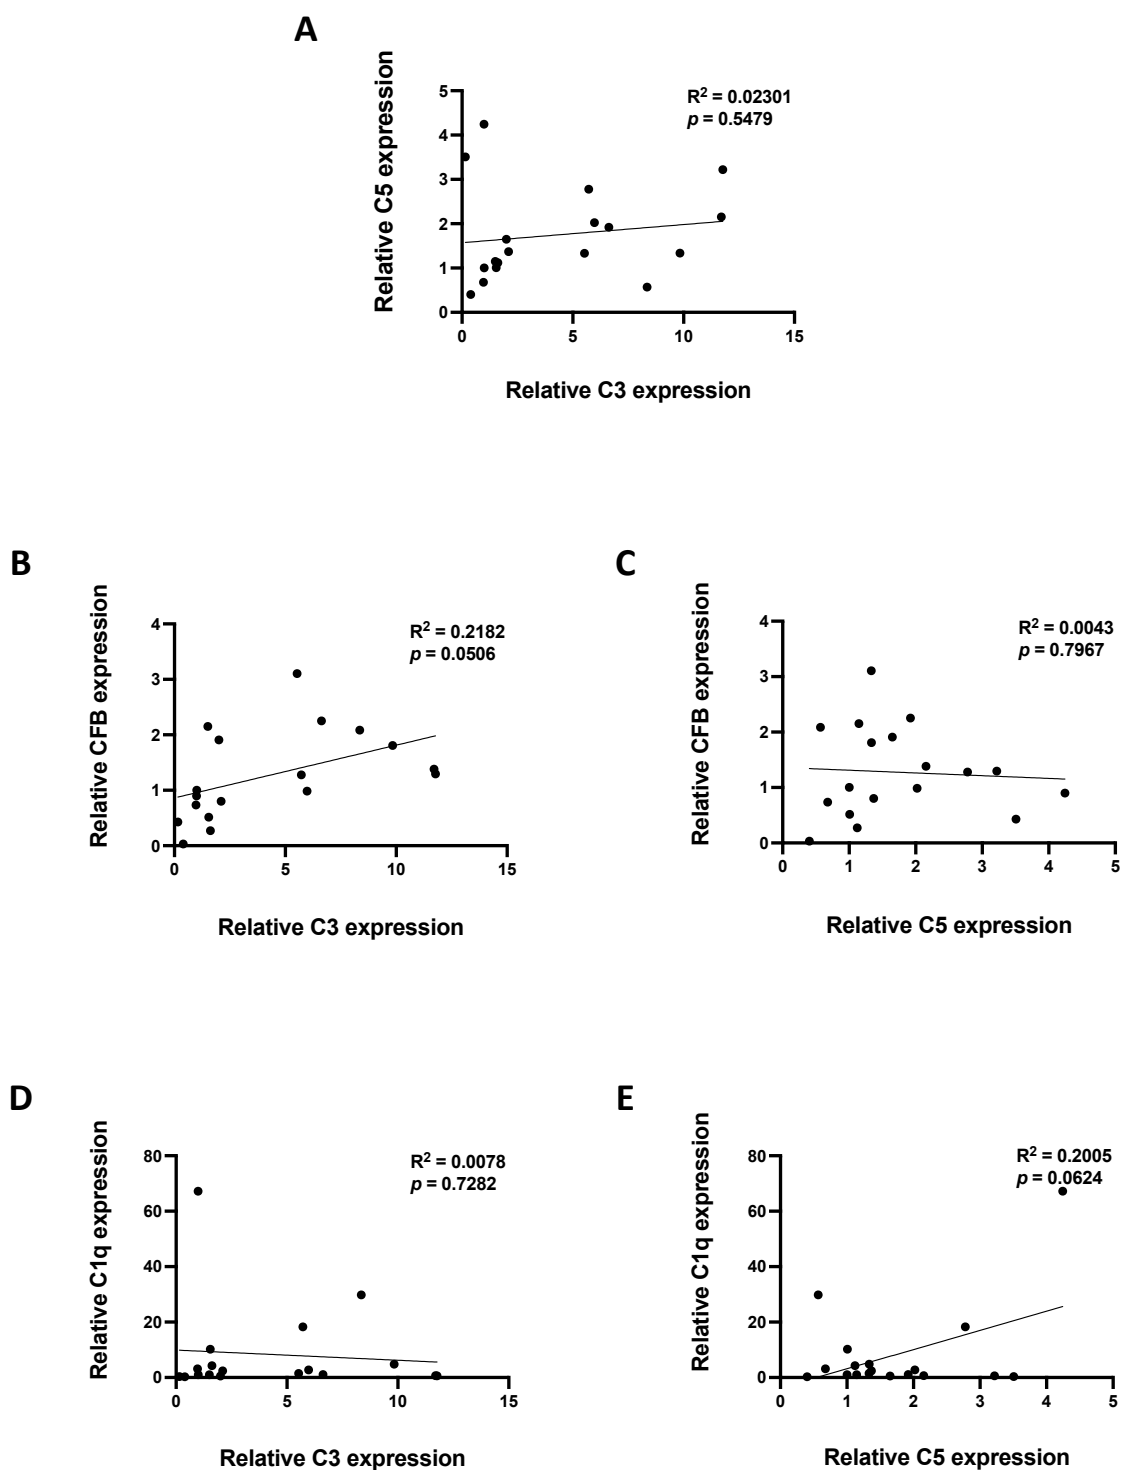 A
Relative C5 expression
5
4
3
2
1
0
R² = 0.02301
p = 0.5479
0 5 10 15
Relative C3 expression
B
Relative CFB expression
4
3
2
1
0
R² = 0.2182
p = 0.0506
0 5 10 15
Relative C3 expression
C
Relative CFB expression
4
3
2
1
0
R² = 0.0043
p = 0.7967
0 1 2 3 4 5
Relative C5 expression
D
Relative C1q expression
80
60
40
20
0
R² = 0.0078
p = 0.7282
0 5 10 15
Relative C3 expression
E
Relative C1q expression
80
60
40
20
0
R² = 0.2005
p = 0.0624
0 1 2 3 4 5
Relative C5 expression